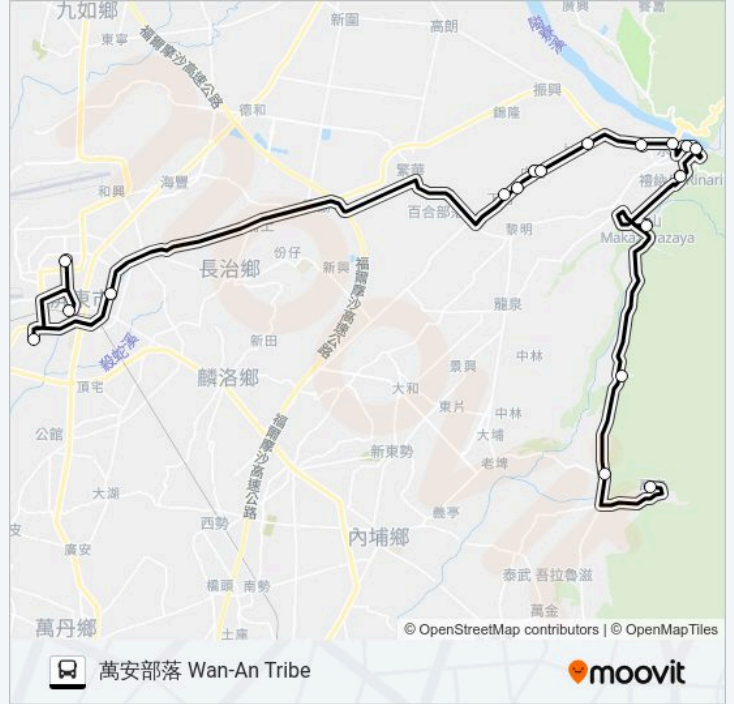 九如鄉
新圍
廣興
東寧
高朗
福爾摩沙高速公路
振興
德和
錦隆
繁華
和興
海豐
百合部落
黎明
Makazayazaya
份仔
長治鄉
新興
福爾摩沙高速公路
龍泉
新田
殺蛇溪
中林
景興
頂宅
麟洛鄉
大和
東片
中林
公館
福爾摩沙高速公路
大埔
新東勢
老埤
大湖
西勢
義亭
廣安
內埔鄉
泰武 吾拉魯滋
橋頭
南勢
萬金
萬丹鄉
土庫
© OpenStreetMap contributors | © OpenMapTiles
萬安部落 Wan-An Tribe
moovit